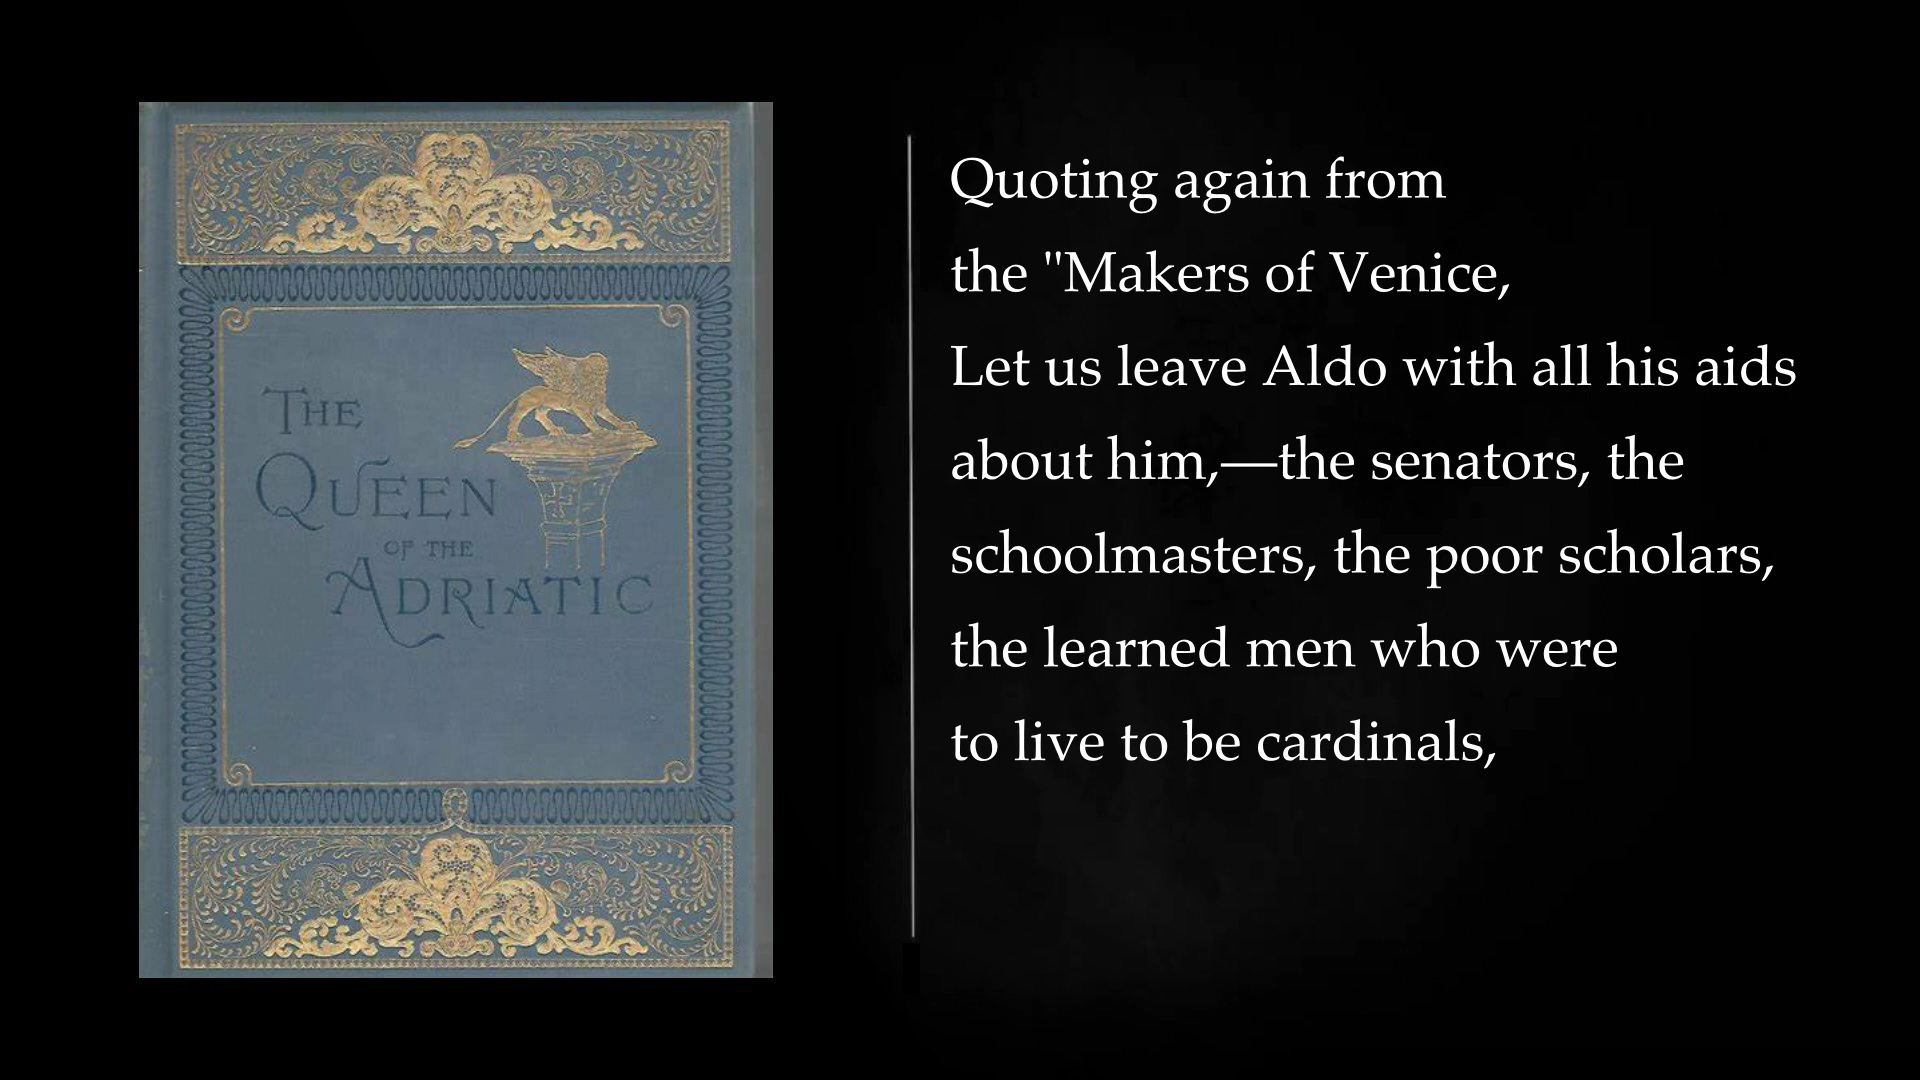 THE
QUEEN
OF THE
ADRIATIC
Quoting again from
the "Makers of Venice,
Let us leave Aldo with all his aids
about him,—the senators, the
schoolmasters, the poor scholars,
the learned men who were
to live to be cardinals,